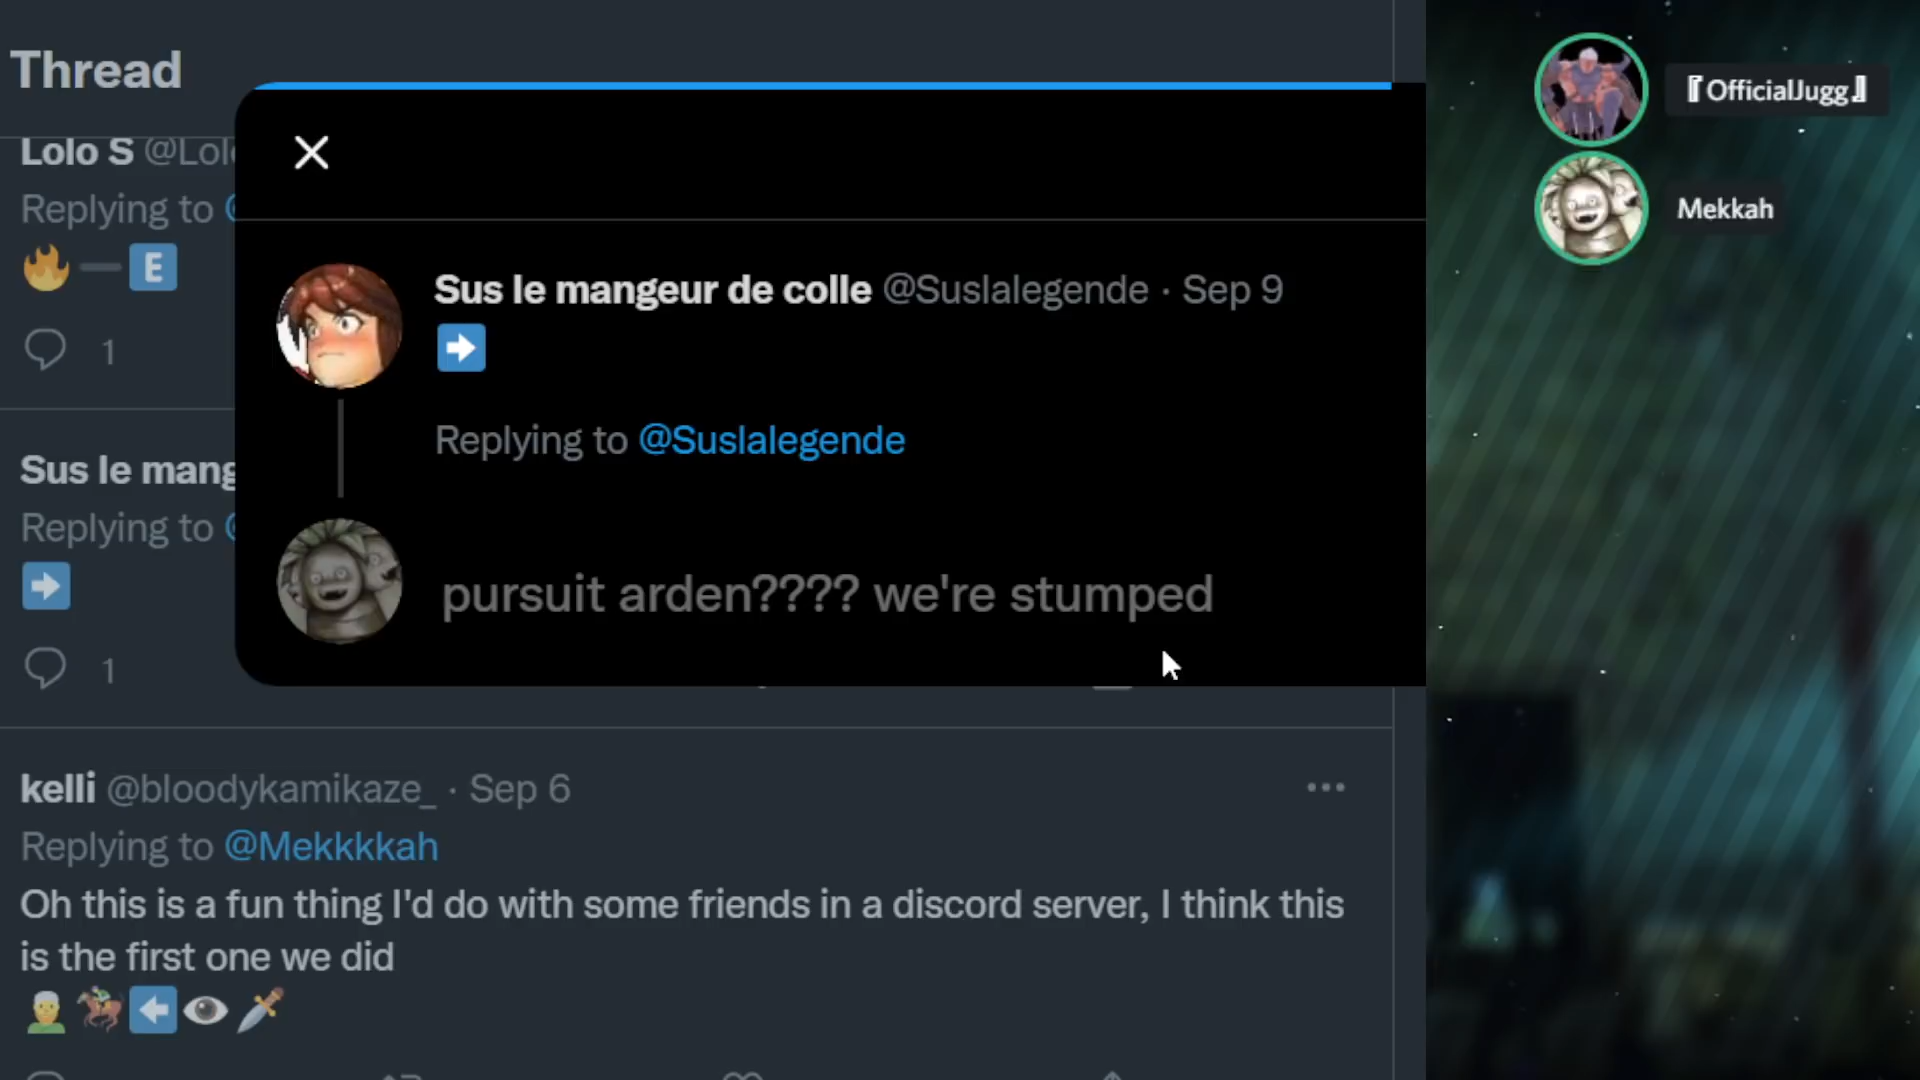 Thread
Lolo S @Lol
Replying to
🔥➖🇪
1
Sus le mang
Replying to
➡️
1
Sus le mangeur de colle @Suslalegende · Sep 9
➡️
Replying to @Suslalegende
pursuit arden???? we're stumped
kelli @bloodykamikaze_ · Sep 6
Replying to @Mekkkkah
Oh this is a fun thing I'd do with some friends in a discord server, I think this
is the first one we did
『OfficialJugg』
Mekkah